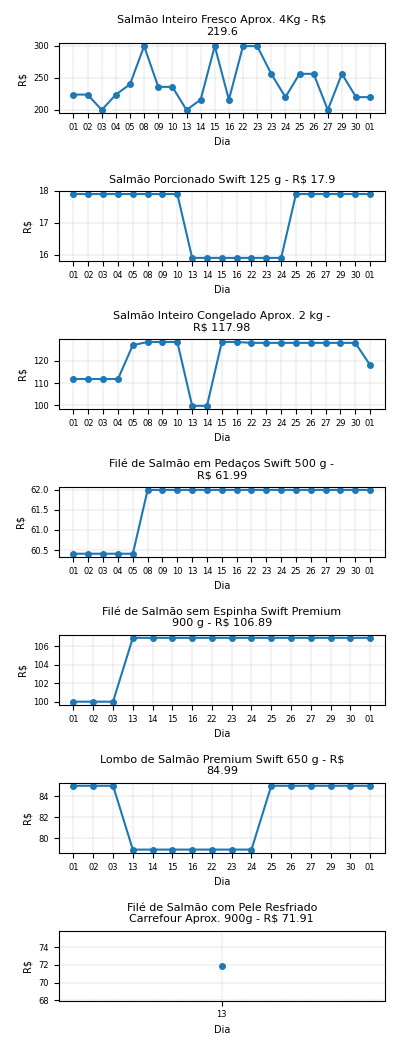 Salmão Inteiro Fresco Aprox. 4Kg - R$
219.6
300
250
200
R$
01 02 03 04 05 08 09 10 13 14 15 16 22 23 23 24 25 26 27 29 30 01
Dia
Salmão Porcionado Swift 125 g - R$ 17.9
18
17
16
R$
01 02 03 04 05 08 09 10 13 14 15 16 22 23 24 25 26 27 29 30 01
Dia
Salmão Inteiro Congelado Aprox. 2 kg -
R$ 117.98
120
110
100
R$
01 02 03 04 05 08 09 10 13 14 15 16 22 23 24 25 26 27 29 30 01
Dia
Filé de Salmão em Pedaços Swift 500 g -
R$ 61.99
62.0
61.5
61.0
60.5
R$
01 02 03 04 05 08 09 10 13 14 15 16 22 23 24 25 26 27 29 30 01
Dia
Filé de Salmão sem Espinha Swift Premium
900 g - R$ 106.89
106
104
102
100
R$
01 02 03 13 14 15 16 22 23 24 25 26 27 29 30 01
Dia
Lombo de Salmão Premium Swift 650 g - R$
84.99
84
82
80
R$
01 02 03 13 14 15 16 22 23 24 25 26 27 29 30 01
Dia
Filé de Salmão com Pele Resfriado
Carrefour Aprox. 900g - R$ 71.91
74
72
70
68
R$
13
Dia